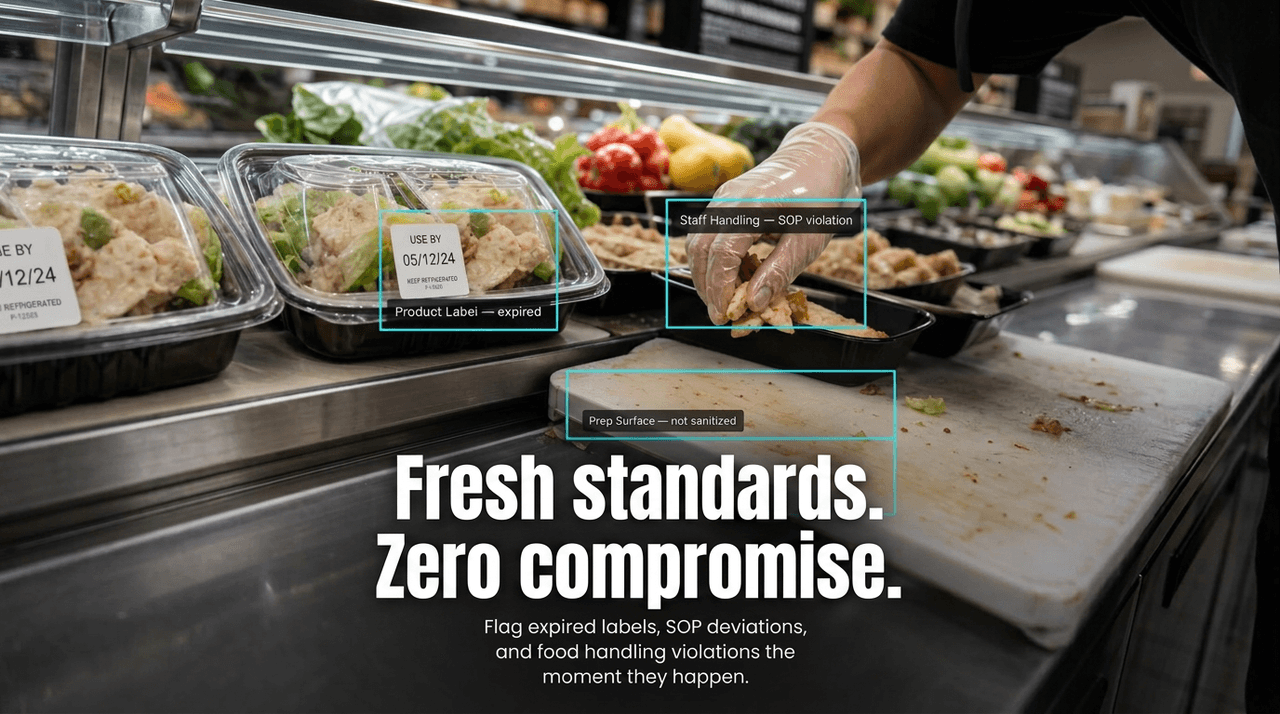 USE BY
/12/24
REFRIGERATED
USE BY
05/12/24
KEEP REFRIGERATED
Product Label — expired
Staff Handling — SOP violation
Prep Surface — not sanitized
Fresh standards.
Zero compromise.
Flag expired labels, SOP deviations,
and food handling violations the
moment they happen.